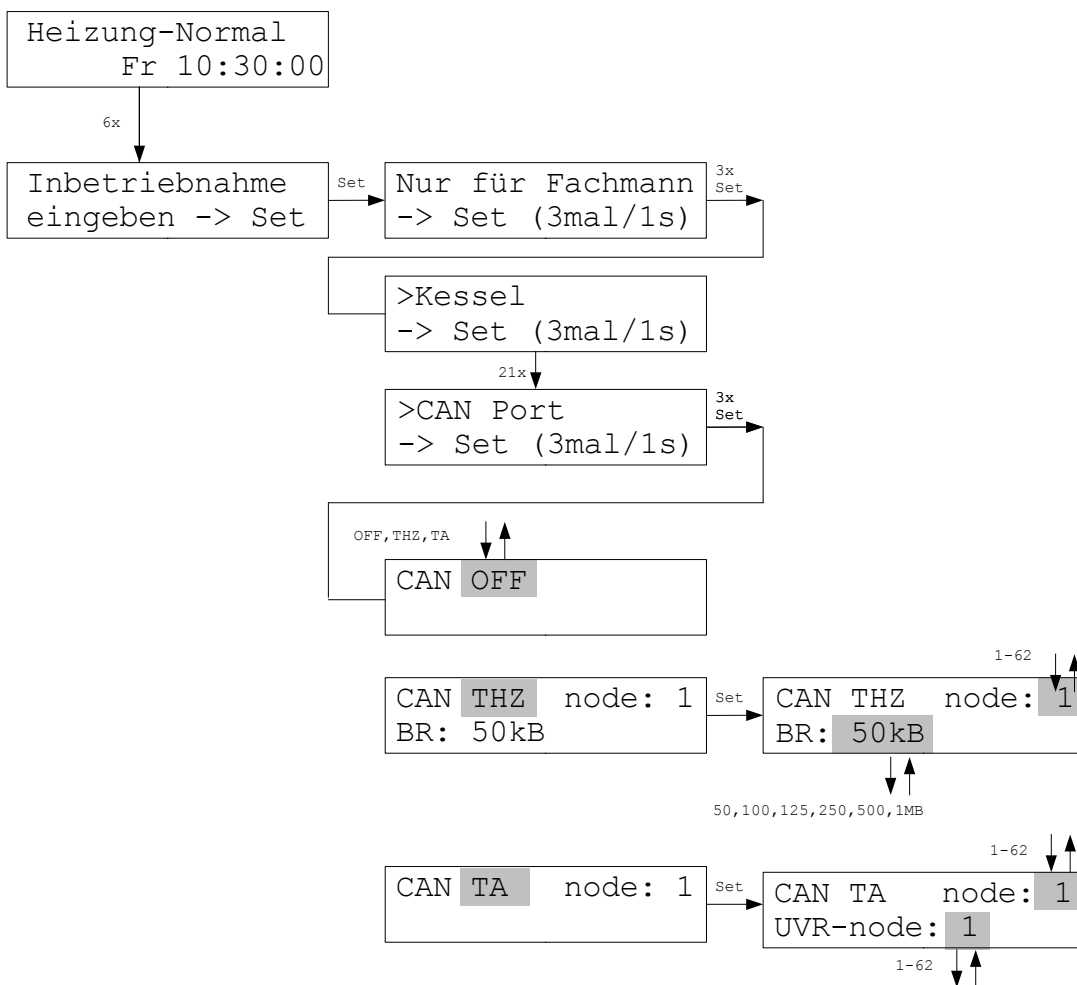 Heizung-Normal
Fr 10:30:00
6x
Inbetriebnahme
eingeben -> Set
Set
Nur für Fachmann
-> Set (3mal/1s)
3x
Set
>Kessel
-> Set (3mal/1s)
21x
>CAN Port
-> Set (3mal/1s)
3x
Set
OFF,THZ,TA
CAN OFF
CAN THZ node: 1
BR: 50kB
Set
1-62
CAN THZ node: 1
BR: 50kB
50,100,125,250,500,1MB
CAN TA node: 1
Set
1-62
CAN TA node: 1
UVR-node: 1
1-62